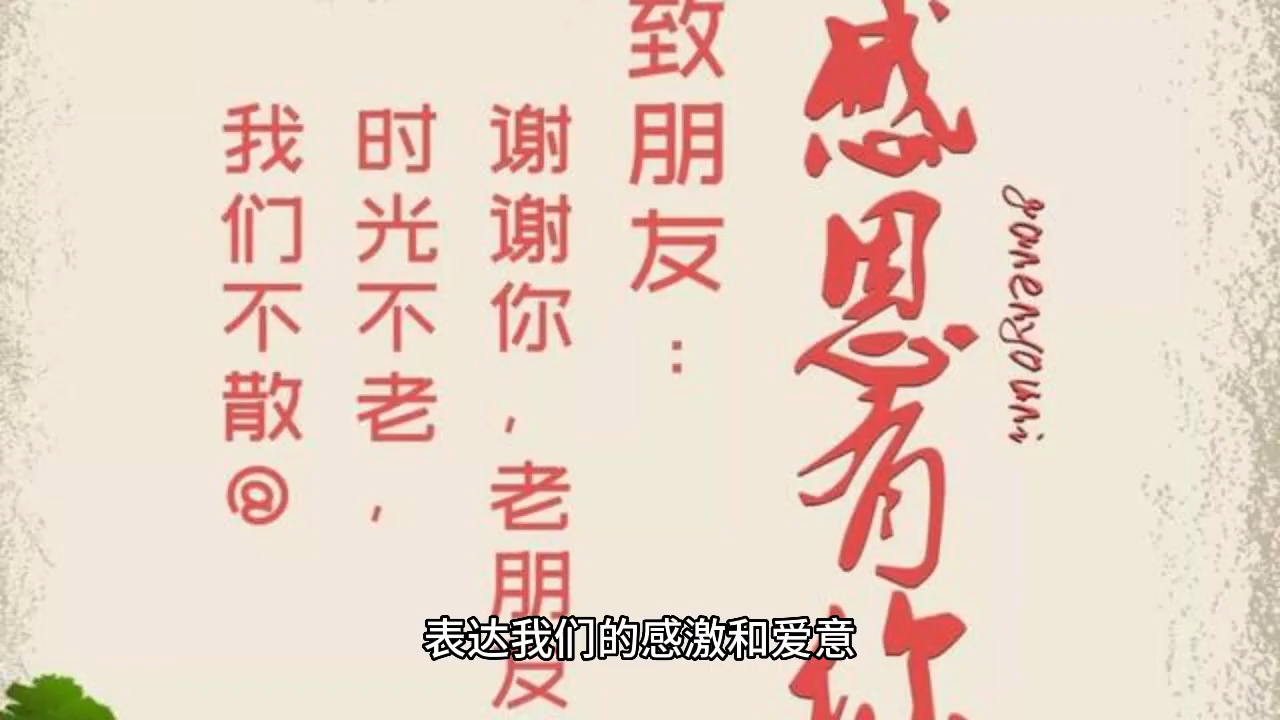 ganenyouni
感恩有你
致朋友：
谢谢你，老朋友
时光不老，
我们不散@
表达我们的感激和爱意